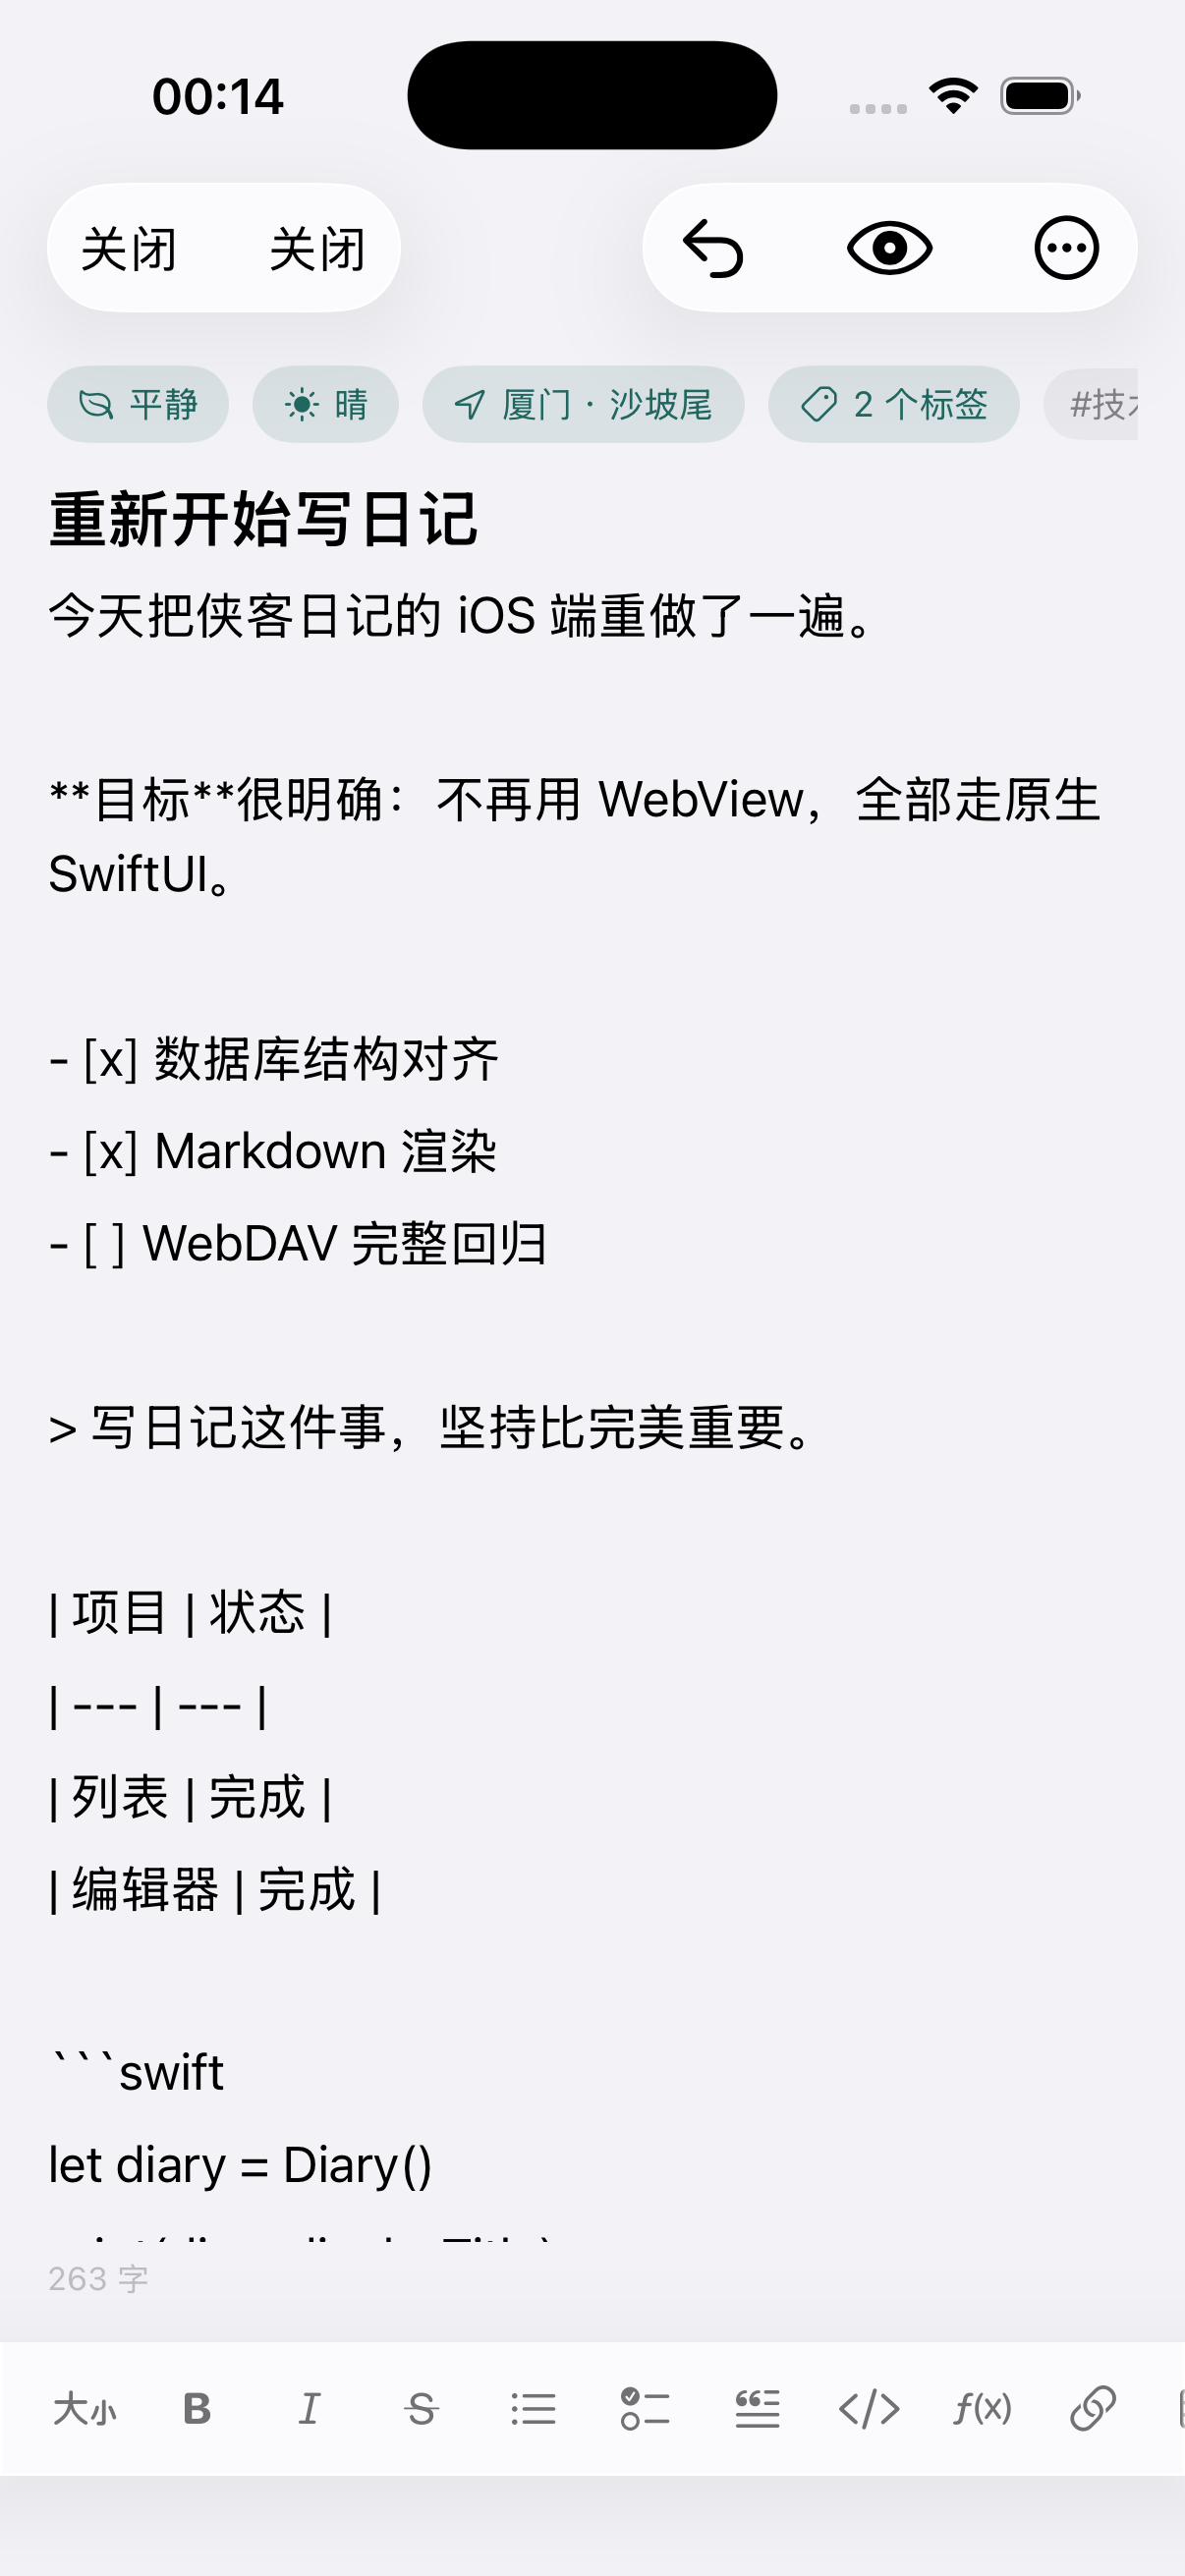 00:14
关闭 关闭
平静 晴 厦门 · 沙坡尾 2 个标签 #技
重新开始写日记
今天把侠客日记的 iOS 端重做了一遍。
**目标**很明确：不再用 WebView，全部走原生
SwiftUI。
- [x] 数据库结构对齐
- [x] Markdown 渲染
- [ ] WebDAV 完整回归
> 写日记这件事，坚持比完美重要。
| 项目 | 状态 |
| --- | --- |
| 列表 | 完成 |
| 编辑器 | 完成 |
```swift
let diary = Diary()
263 字
大小 B I S </> f(x)